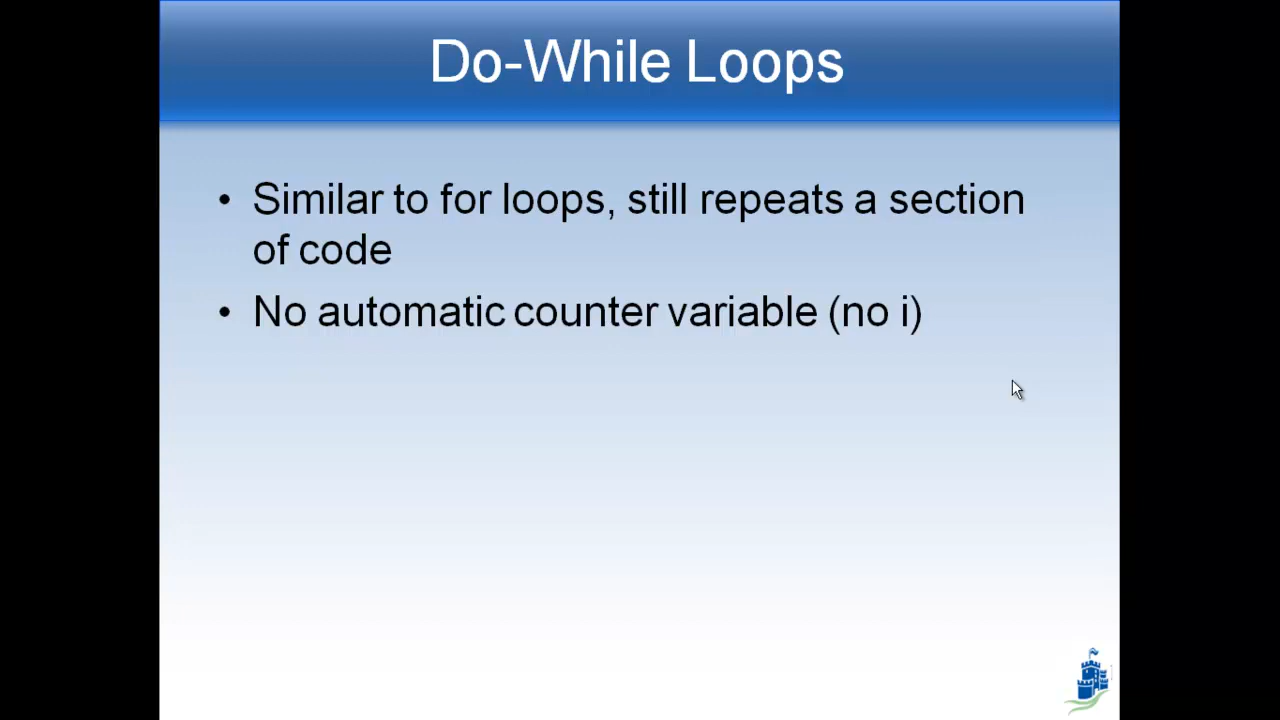 Do-While Loops
• Similar to for loops, still repeats a section
of code
• No automatic counter variable (no i)